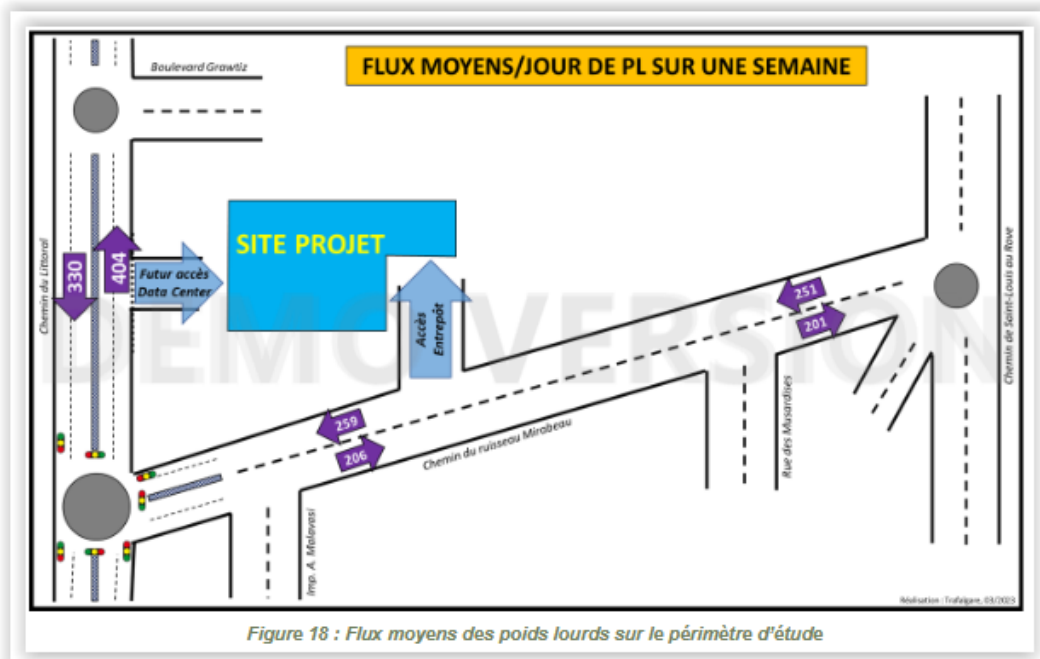 FLUX MOYENS/JOUR DE PL SUR UNE SEMAINE
Boulevard Grawtiz
Chemin du Littoral
330
404
Futur accès
Data Center
SITE PROJET
Accès
Entrepôt
251
201
259
206
Chemin du ruisseau Mirabeau
Rue des Musardises
Chemin de Saint-Louis au Rove
Imp. A. Malavasi
DEMO VERSION
Réalisation : Trafalgare, 03/2023
Figure 18 : Flux moyens des poids lourds sur le périmètre d'étude